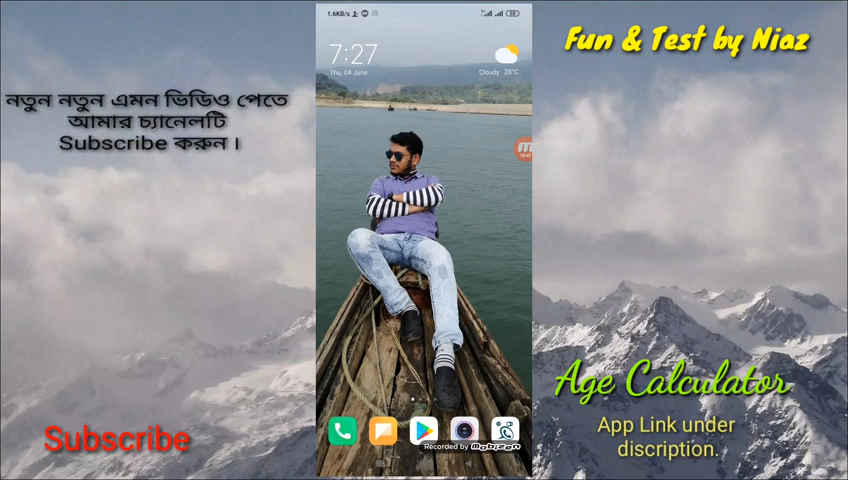 নতুন নতুন এমন ভিডিও পেতে
আমার চ্যানেলটি
Subscribe করুন।
Subscribe
1.6KB/s
7:27
Thu, 04 June
Cloudy 28°C
Recorded by Mobizen
Fun & Test by Niaz
Age Calculator
App Link under
discription.